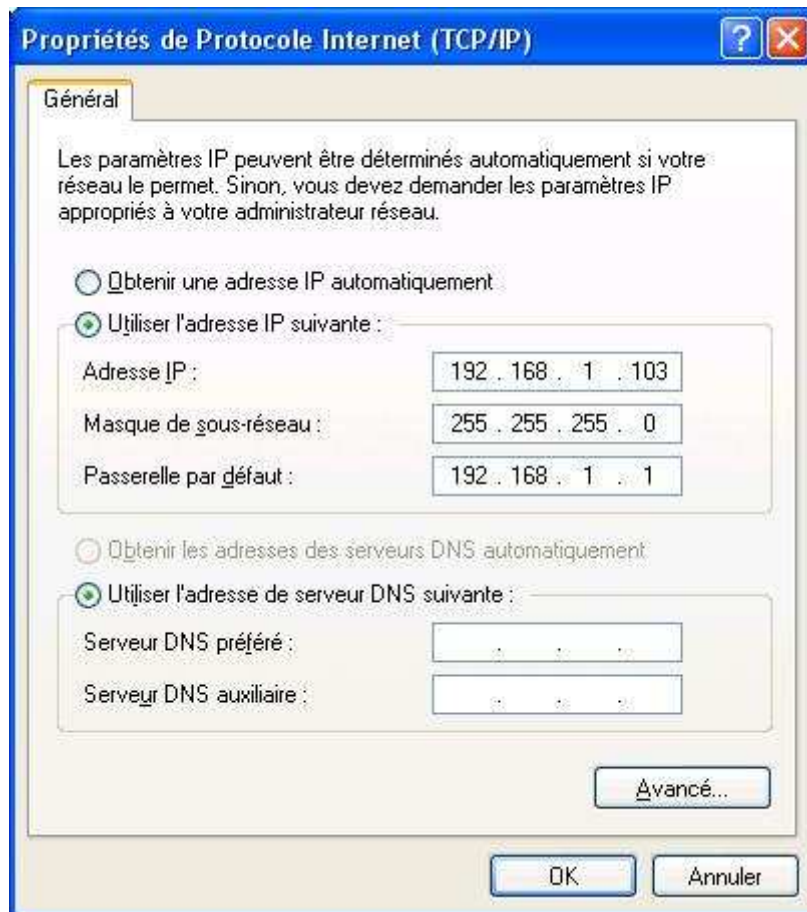 Propriétés de Protocole Internet (TCP/IP)
Général
Les paramètres IP peuvent être déterminés automatiquement si votre
réseau le permet. Sinon, vous devez demander les paramètres IP
appropriés à votre administrateur réseau.
Obtenir une adresse IP automatiquement
Utiliser l'adresse IP suivante :
Adresse IP : 192 . 168 . 1 . 103
Masque de sous-réseau : 255 . 255 . 255 . 0
Passerelle par défaut : 192 . 168 . 1 . 1
Obtenir les adresses des serveurs DNS automatiquement
Utiliser l'adresse de serveur DNS suivante :
Serveur DNS préféré : . . .
Serveur DNS auxiliaire : . . .
Avancé...
OK Annuler